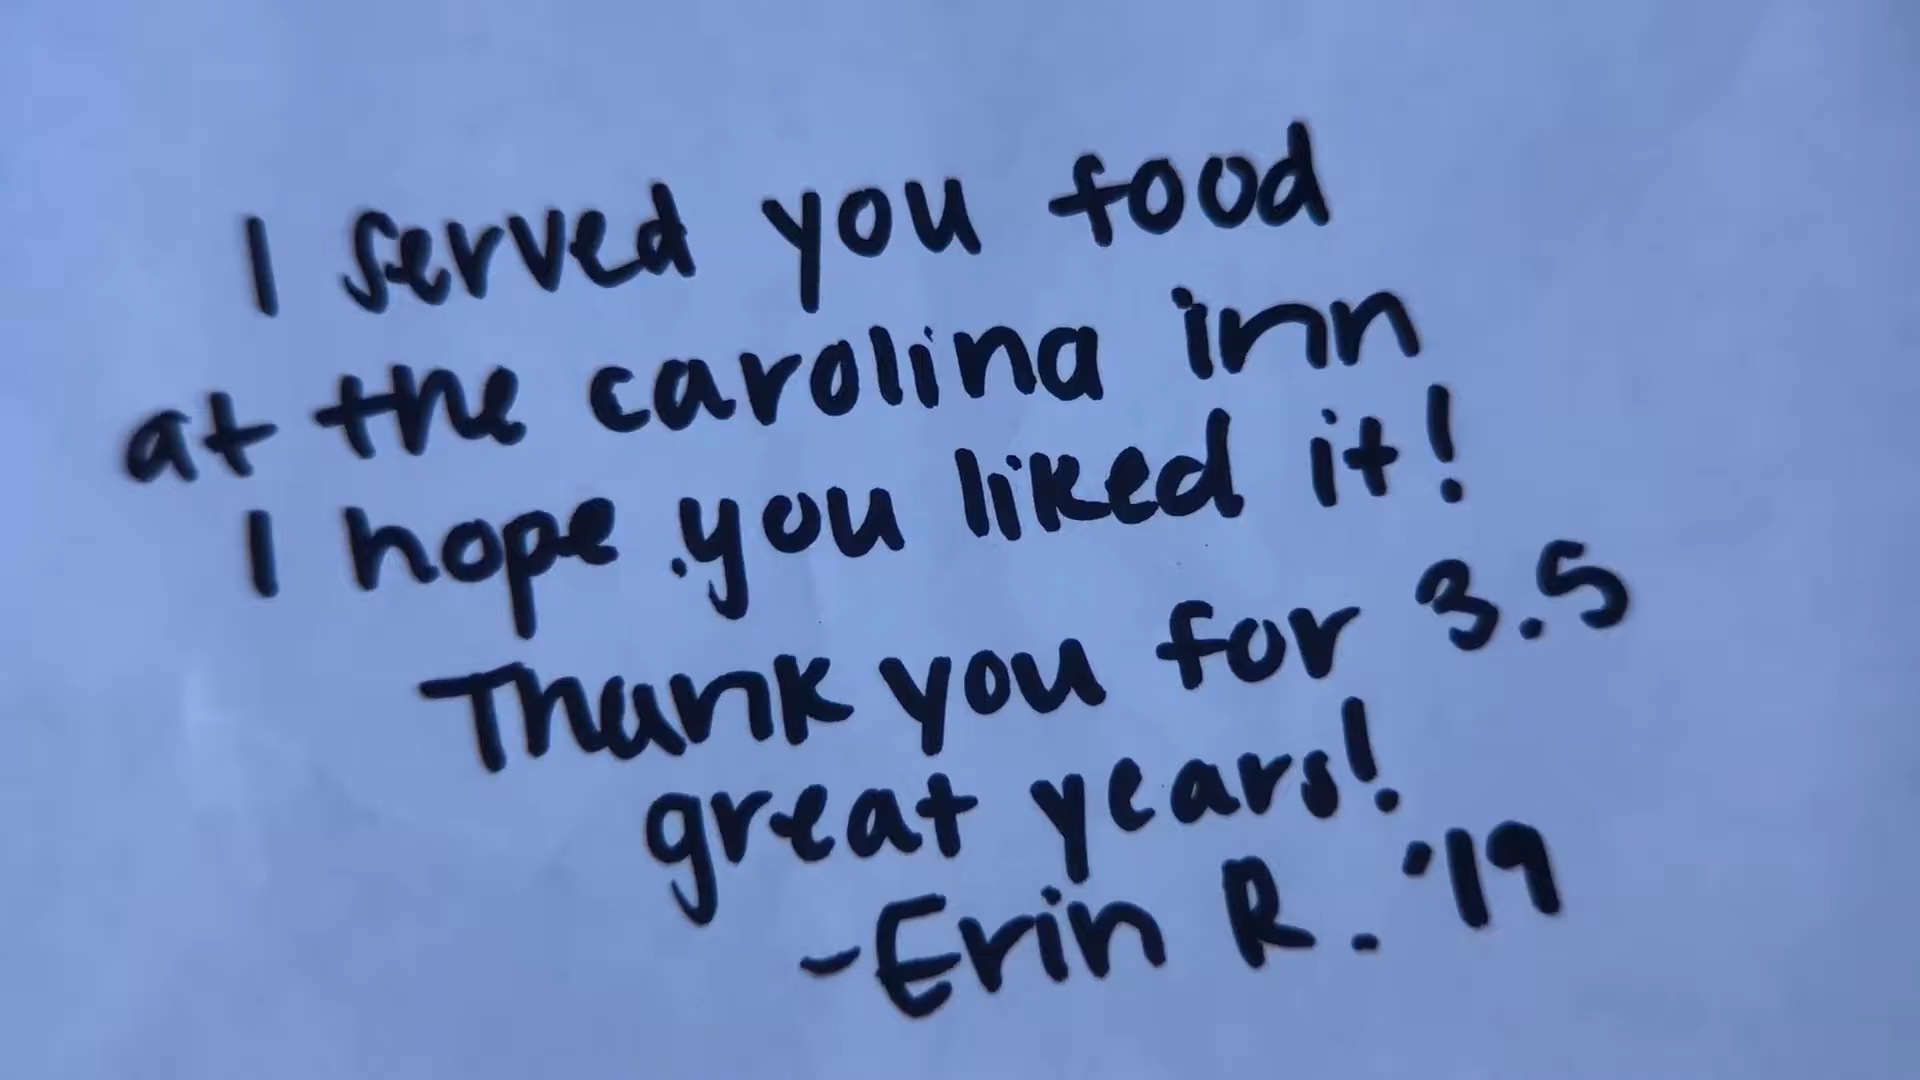 I served you food
at the carolina inn
I hope you liked it!
Thank you for 3.5
great years!
-Erin R. '19